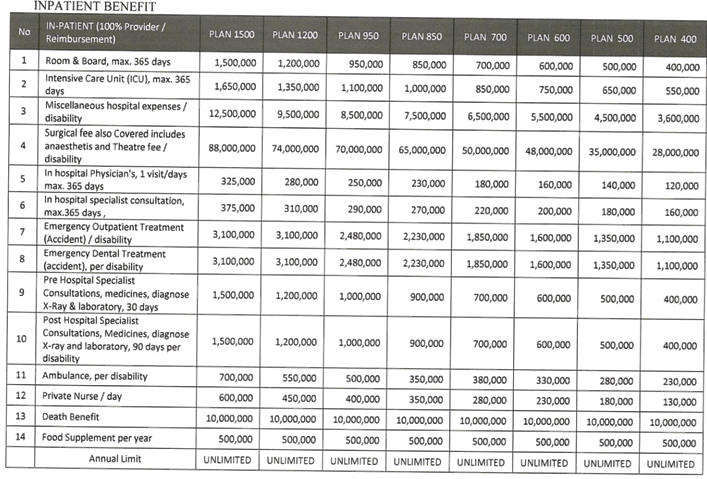 INPATIENT BENEFIT
No IN-PATIENT (100% Provider / Reimbursement) PLAN 1500 PLAN 1200 PLAN 950 PLAN 850 PLAN 700 PLAN 600 PLAN 500 PLAN 400
1 Room & Board, max. 365 days 1,500,000 1,200,000 950,000 850,000 700,000 600,000 500,000 400,000
2 Intensive Care Unit (ICU), max. 365 days 1,650,000 1,350,000 1,100,000 1,000,000 850,000 750,000 650,000 550,000
3 Miscellaneous hospital expenses / disability 12,500,000 9,500,000 8,500,000 7,500,000 6,500,000 5,500,000 4,500,000 3,600,000
4 Surgical fee also Covered includes anaesthetis and Theatre fee / disability 88,000,000 74,000,000 70,000,000 65,000,000 50,000,000 48,000,000 35,000,000 28,000,000
5 In hospital Physician's, 1 visit/days max. 365 days 325,000 280,000 250,000 230,000 180,000 160,000 140,000 120,000
6 In hospital specialist consultation, max.365 days , 375,000 310,000 290,000 270,000 220,000 200,000 180,000 160,000
7 Emergency Outpatient Treatment (Accident) / disability 3,100,000 3,100,000 2,480,000 2,230,000 1,850,000 1,600,000 1,350,000 1,100,000
8 Emergency Dental Treatment (accident), per disability 3,100,000 3,100,000 2,480,000 2,230,000 1,850,000 1,600,000 1,350,000 1,100,000
9 Pre Hospital Specialist Consultations, medicines, diagnose X-Ray & laboratory, 30 days 1,500,000 1,200,000 1,000,000 900,000 700,000 600,000 500,000 400,000
10 Post Hospital Specialist Consultations, Medicines, diagnose X-ray and laboratory, 90 days per disability 1,500,000 1,200,000 1,000,000 900,000 700,000 600,000 500,000 400,000
11 Ambulance, per disability 700,000 550,000 500,000 350,000 380,000 330,000 280,000 230,000
12 Private Nurse / day 600,000 450,000 400,000 350,000 280,000 230,000 180,000 130,000
13 Death Benefit 10,000,000 10,000,000 10,000,000 10,000,000 10,000,000 10,000,000 10,000,000 10,000,000
14 Food Supplement per year 500,000 500,000 500,000 500,000 500,000 500,000 500,000 500,000
Annual Limit UNLIMITED UNLIMITED UNLIMITED UNLIMITED UNLIMITED UNLIMITED UNLIMITED UNLIMITED